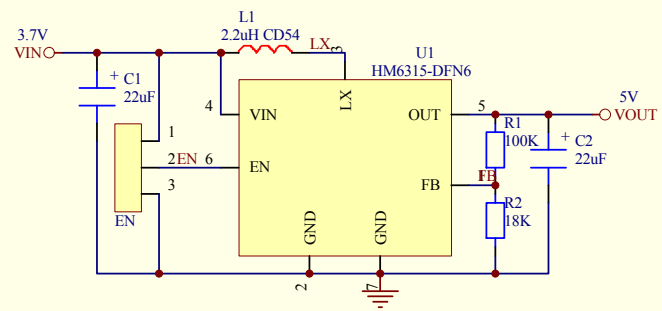 L1
2.2uH CD54
3.7V
VIN
LX
3
U1
HM6315-DFN6
C1
22uF
+
4
VIN
LX
OUT
5
5V
VOUT
R1
100K
+
C2
22uF
1
2
EN
6
EN
3
EN
FB
FB
R2
18K
GND
GND
2
7